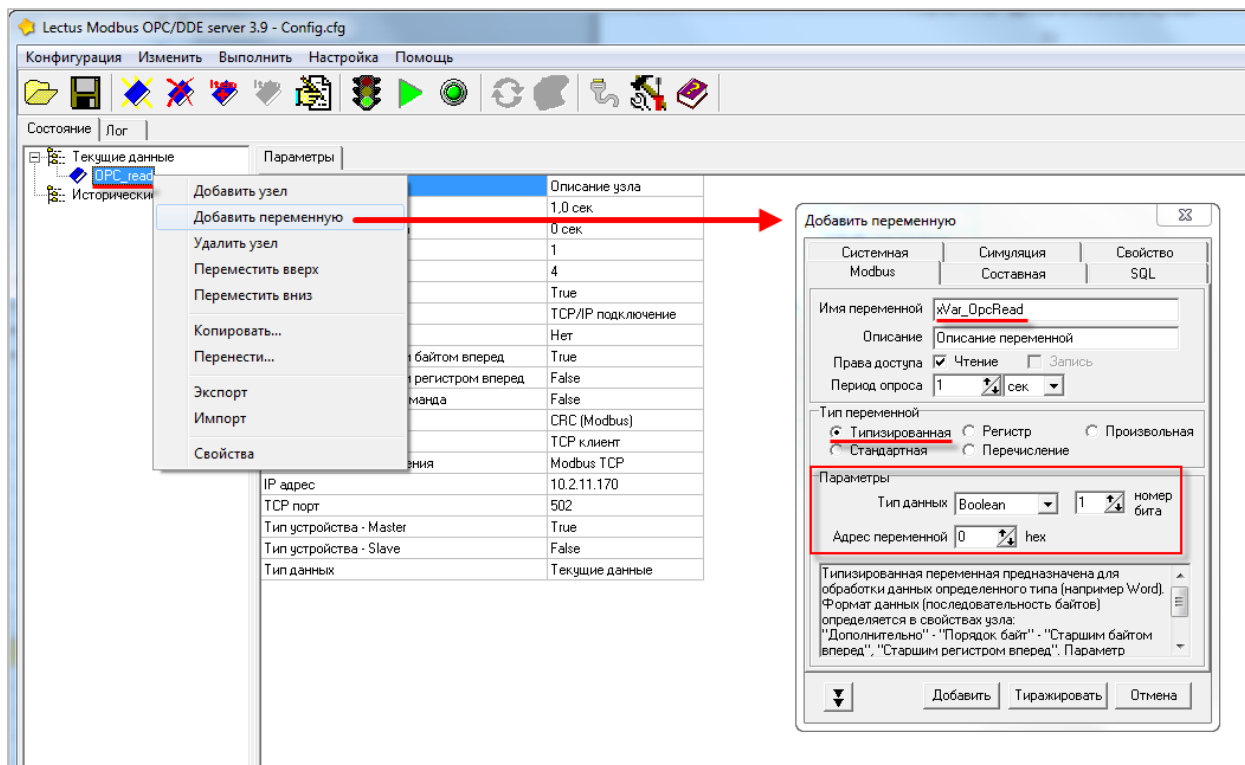 Lectus Modbus OPC/DDE server 3.9 - Config.cfg
Конфигурация Изменить Выполнить Настройка Помощь
Состояние Лог
Текущие данные
OPC_read
Исторические
Параметры
Добавить узел
Добавить переменную
Удалить узел
Переместить вверх
Переместить вниз
Копировать...
Перенести...
Экспорт
Импорт
Свойства
Описание узла
1,0 сек
0 сек
1
4
True
TCP/IP подключение
Нет
байтом вперед True
регистром вперед False
манда False
CRC (Modbus)
TCP клиент
ения Modbus TCP
IP адрес 10.2.11.170
TCP порт 502
Тип устройства - Master True
Тип устройства - Slave False
Тип данных Текущие данные
Добавить переменную
Системная Симуляция Свойство
Modbus Составная SQL
Имя переменной xVar_OpcRead
Описание Описание переменной
Права доступа Чтение Запись
Период опроса 1 сек
Тип переменной
Типизированная Регистр Произвольная
Стандартная Перечисление
Параметры
Тип данных Boolean 1 номер бита
Адрес переменной 0 hex
Типизированная переменная предназначена для
обработки данных определенного типа (например Word).
Формат данных (последовательность байтов)
определяется в свойствах узла:
"Дополнительно" - "Порядок байт" - "Старшим байтом
вперед", "Старшим регистром вперед". Параметр
Добавить Тиражировать Отмена